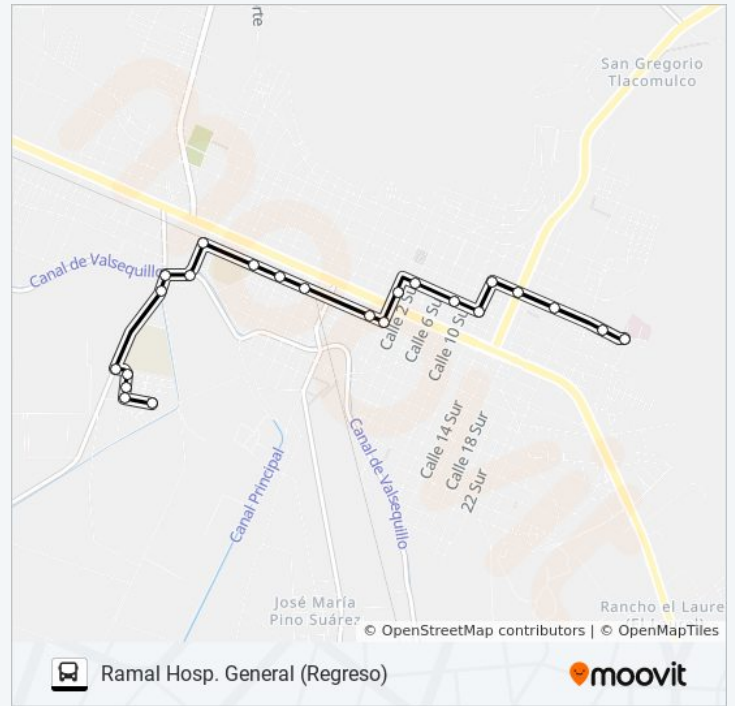 rte
San Gregorio
Tlacomulco
Canal de Valsequillo
Calle 2 Sur
Calle 6 Sur
Calle 10 Sur
Calle 14 Sur
Calle 18 Sur
22 Sur
Canal de Valsequillo
Canal Principal
José María
Pino Suárez
Rancho el Laure
© OpenStreetMap contributors | © OpenMapTiles
Ramal Hosp. General (Regreso)
moovit